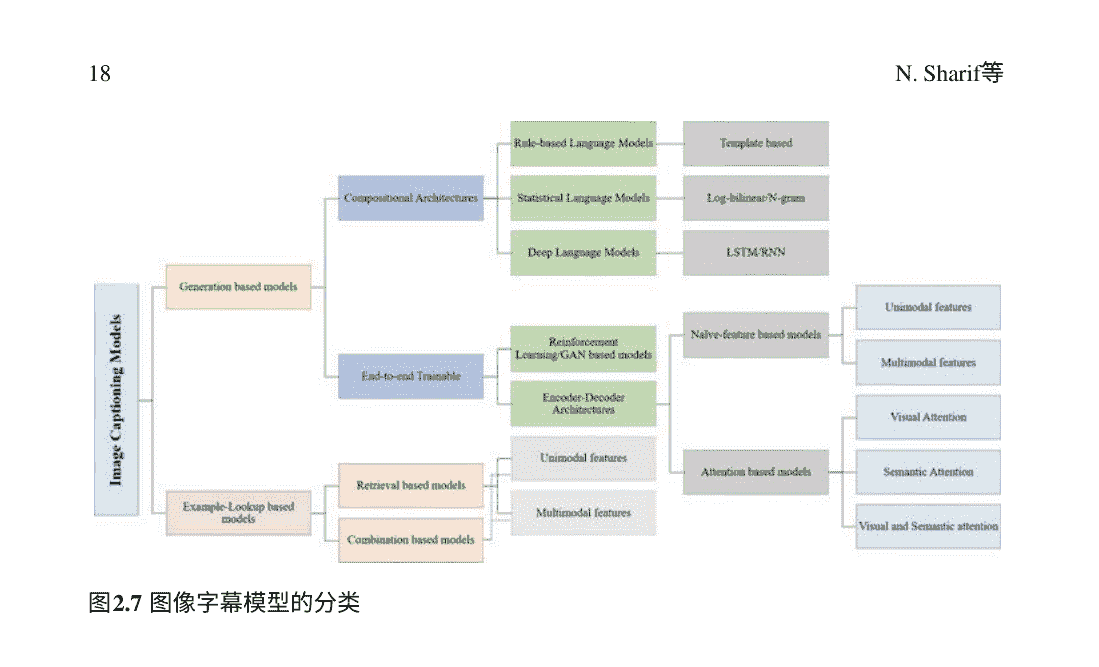 18
N. Sharif等
Image Captioning Models
Generation based models
Compositional Architectures
Rule-based Language Models
Template based
Statistical Language Models
Log-bilinear/N-gram
Deep Language Models
LSTM/RNN
End-to-end Trainable
Reinforcement
Learning/GAN based models
Encoder-Decoder
Architectures
Naïve-feature based models
Unimodal features
Multimodal features
Attention based models
Visual Attention
Semantic Attention
Visual and Semantic attention
Example-Lookup based
models
Retrieval based models
Combination based models
Unimodal features
Multimodal features
图2.7 图像字幕模型的分类